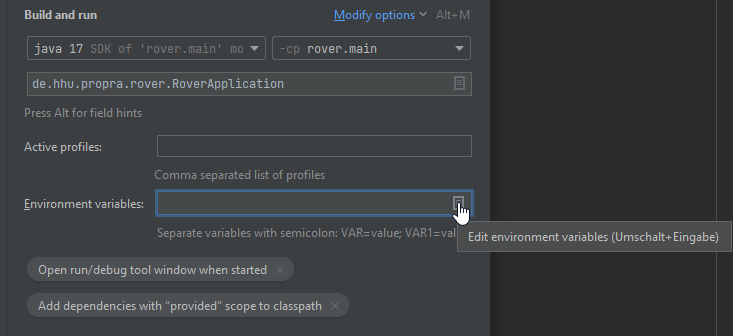 Build and run
Modify options Alt+M
java 17 SDK of 'rover.main' mo
-cp rover.main
de.hhu.propra.rover.RoverApplication
Press Alt for field hints
Active profiles:
Comma separated list of profiles
Environment variables:
Separate variables with semicolon: VAR=value; VAR1=val
Edit environment variables (Umschalt+Eingabe)
Open run/debug tool window when started ×
Add dependencies with “provided” scope to classpath ×